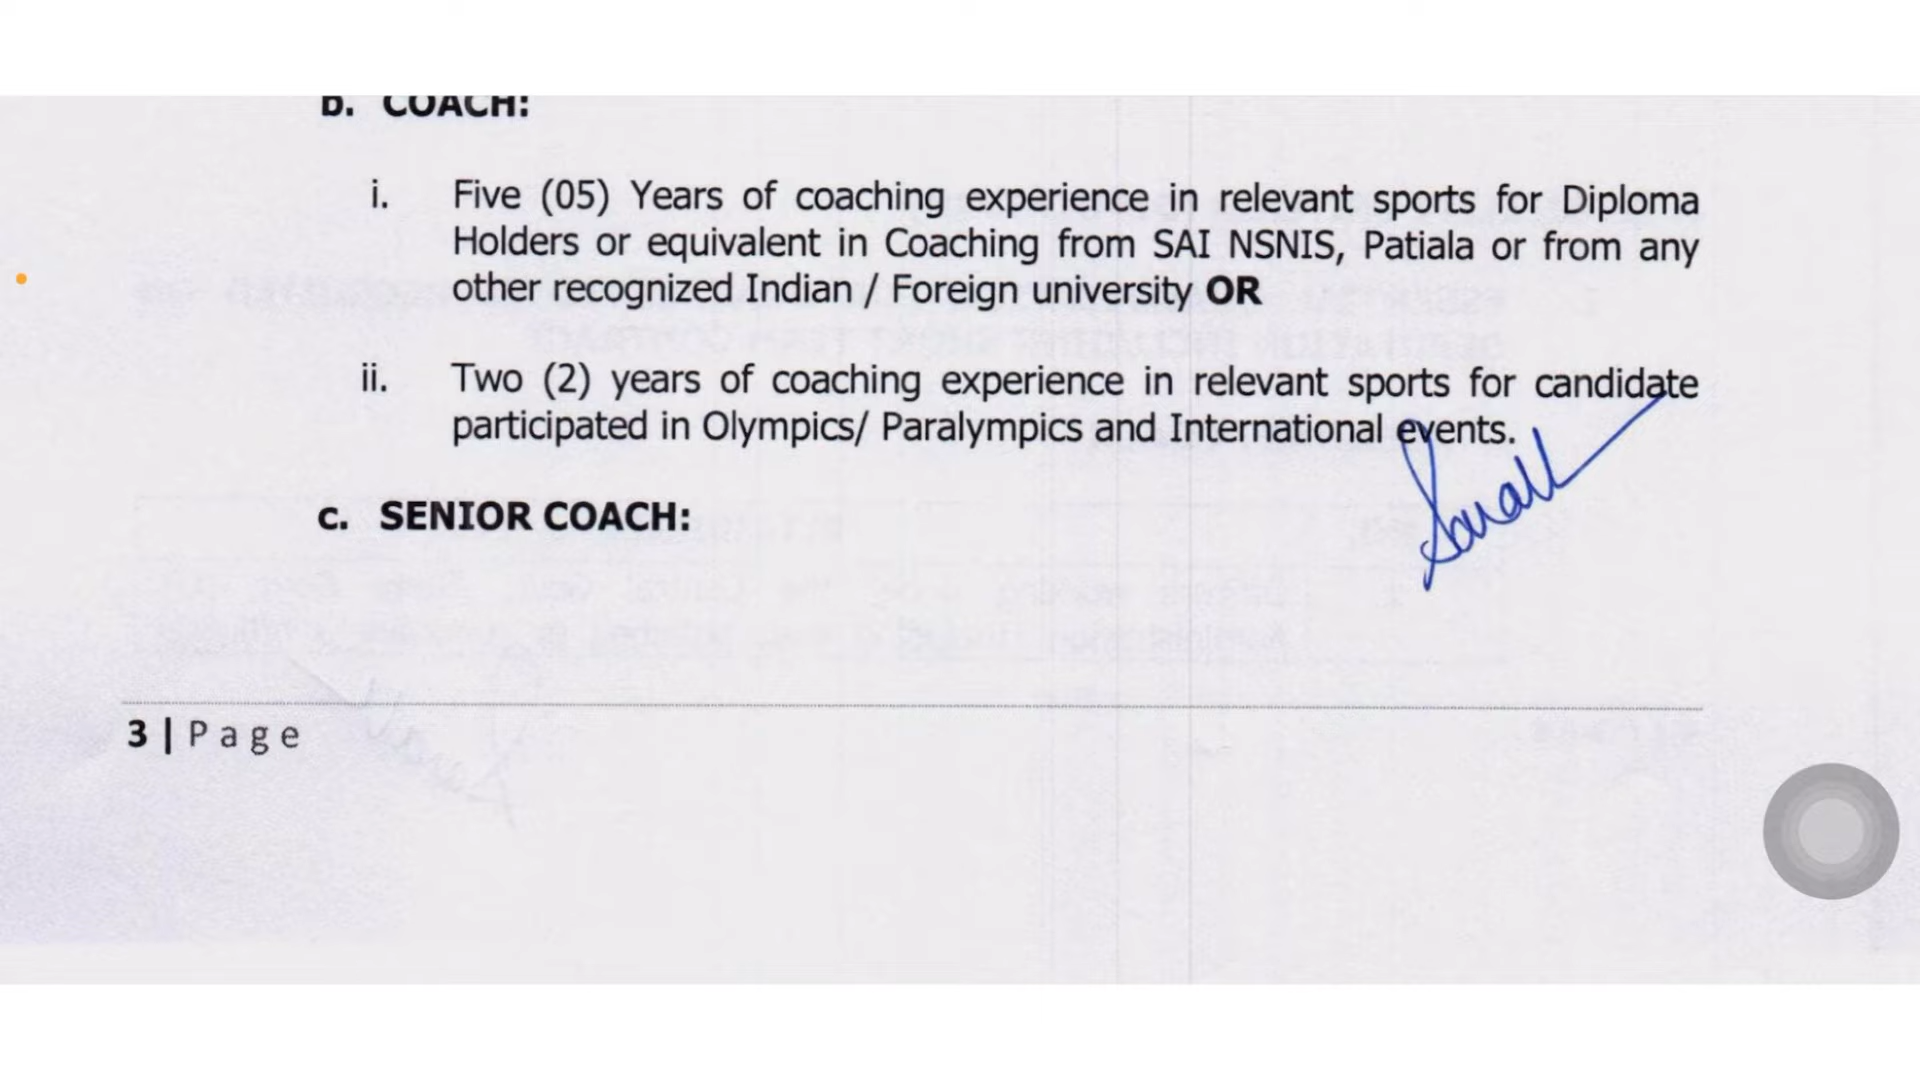 b. COACH:
i. Five (05) Years of coaching experience in relevant sports for Diploma
Holders or equivalent in Coaching from SAI NSNIS, Patiala or from any
other recognized Indian / Foreign university OR
ii. Two (2) years of coaching experience in relevant sports for candidate
participated in Olympics/ Paralympics and International events.
c. SENIOR COACH:
3 | Page